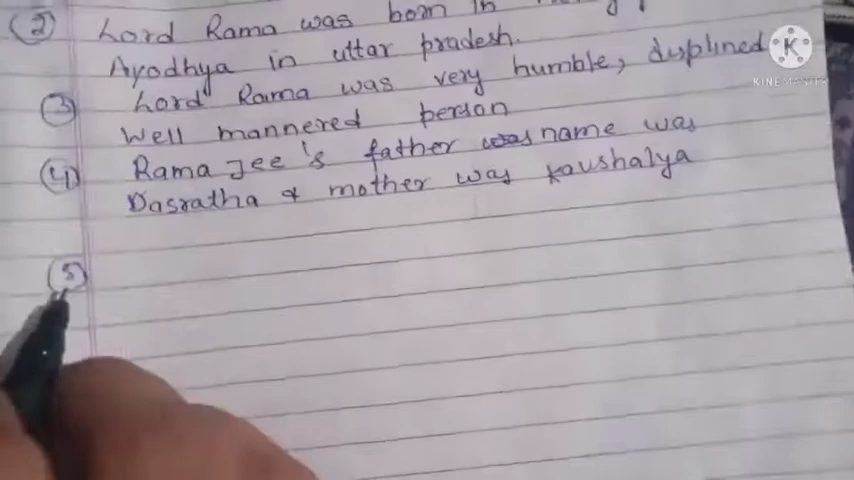 (2) Lord Rama was born in
Ayodhya in uttar pradesh.
(3) Lord Rama was very humble, displined
Well mannered person
(4) Rama Jee's father name was
Dasratha & mother was kaushalya
(5)
KINEMASTER